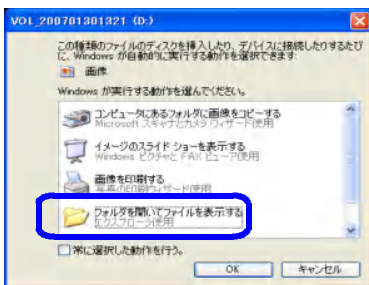 VOL_200701301321 (D:)
この種類のファイルのディスクを挿入したり、デバイスに接続したりするたび
に、Windows が自動的に実行する動作を選択できます:
画像
Windows が実行する動作を選んでください。
コンピュータにあるフォルダに画像をコピーする
Microsoft スキャナとカメラ ウィザード使用
イメージのスライド ショーを表示する
Windows ピクチャと FAX ビューア使用
画像を印刷する
写真の印刷ウィザード使用
フォルダを開いてファイルを表示する
エクスプローラ使用
常に選択した動作を行う。
OK
キャンセル